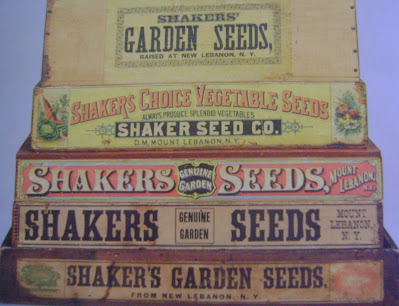 SHAKERS'
GARDEN SEEDS,
RAISED AT NEW LEBANON, N. Y.
SHAKERS CHOICE VEGETABLE SEEDS
ALWAYS PRODUCE SPLENDID VEGETABLES
SHAKER SEED CO.
D.M. MOUNT LEBANON, N.Y.
SHAKERS GENUINE GARDEN SEEDS, MOUNT LEBANON, N.Y.
SHAKERS GENUINE GARDEN SEEDS MOUNT LEBANON, N. Y.
SHAKER'S GARDEN SEEDS.
FROM NEW LEBANON, N. Y.